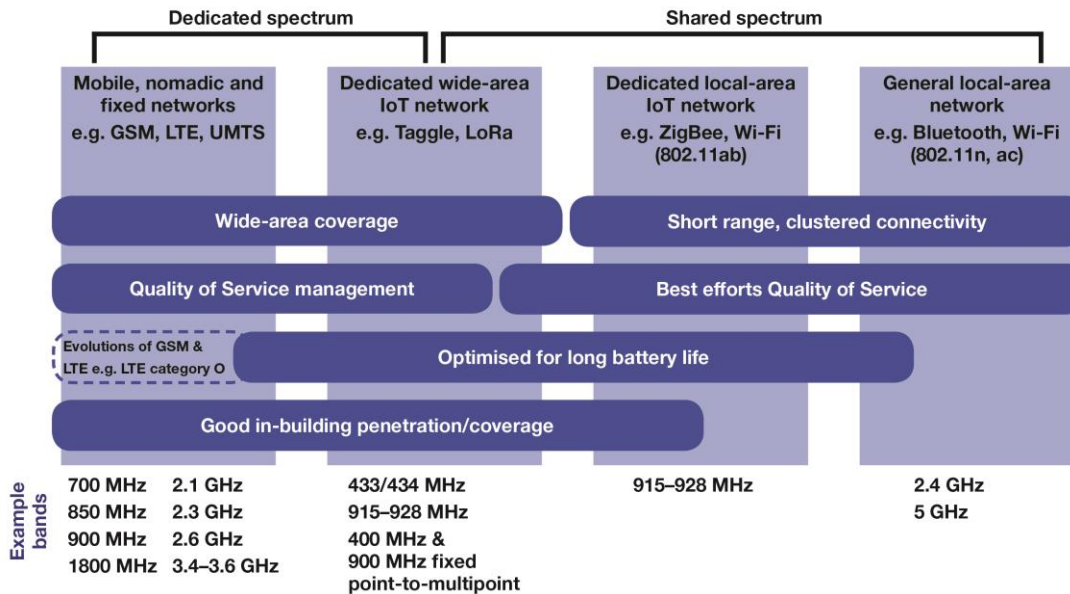 Dedicated spectrum
Shared spectrum
Mobile, nomadic and
fixed networks
e.g. GSM, LTE, UMTS
Dedicated wide-area
IoT network
e.g. Taggle, LoRa
Dedicated local-area
IoT network
e.g. ZigBee, Wi-Fi
(802.11ab)
General local-area
network
e.g. Bluetooth, Wi-Fi
(802.11n, ac)
Wide-area coverage
Short range, clustered connectivity
Quality of Service management
Best efforts Quality of Service
Evolutions of GSM &
LTE e.g. LTE category O
Optimised for long battery life
Good in-building penetration/coverage
Example
bands
700 MHz
850 MHz
900 MHz
1800 MHz
2.1 GHz
2.3 GHz
2.6 GHz
3.4–3.6 GHz
433/434 MHz
915–928 MHz
400 MHz &
900 MHz fixed
point-to-multipoint
915–928 MHz
2.4 GHz
5 GHz